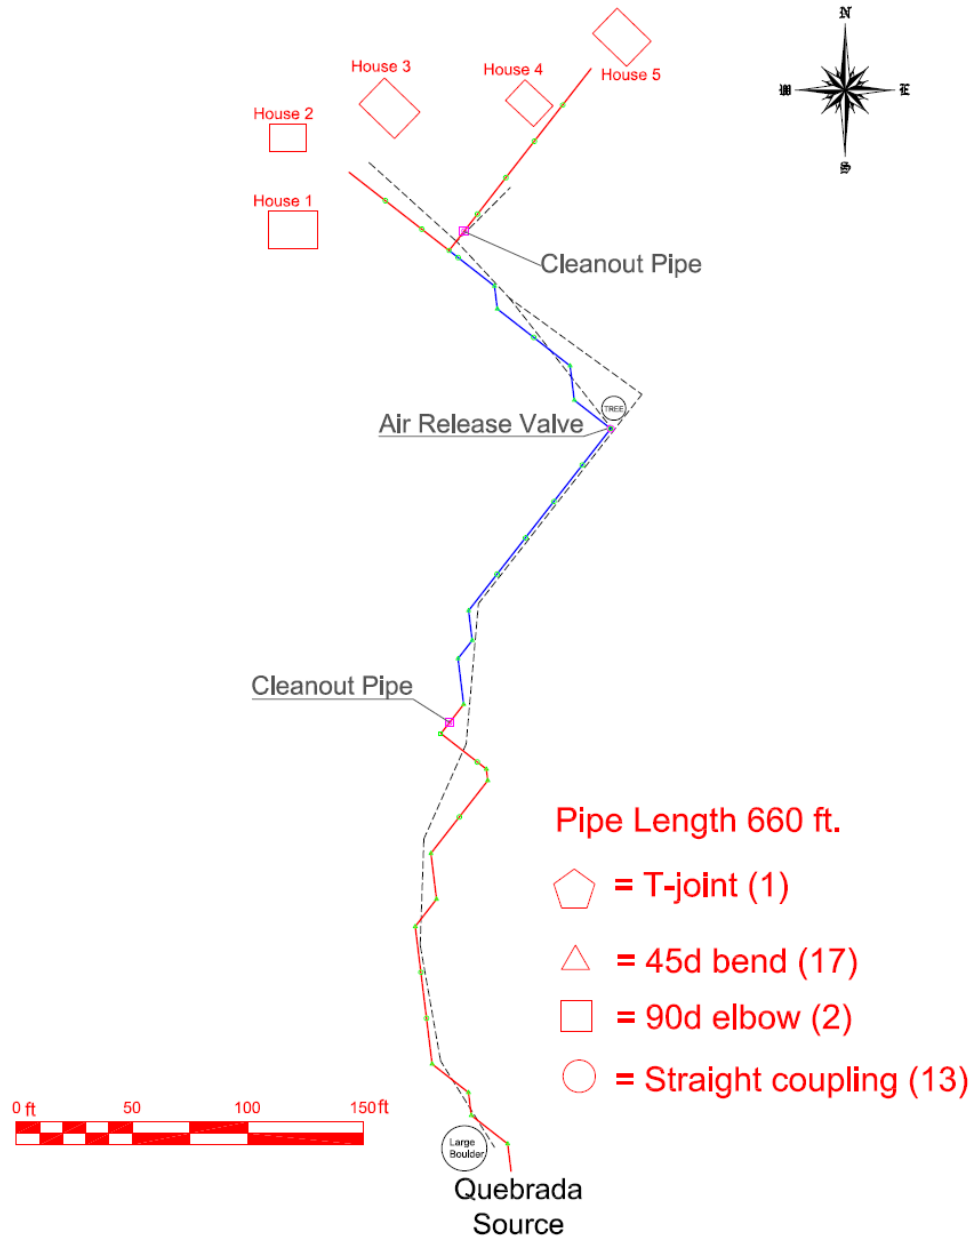 N
House 5
House 3
House 4
W
E
House 2
S
House 1
Cleanout Pipe
TREE
Air Release Valve
Cleanout Pipe
Pipe Length 660 ft.
= T-joint (1)
= 45d bend (17)
= 90d elbow (2)
= Straight coupling (13)
0 ft 50 100 150 ft
Large
Boulder
Quebrada
Source